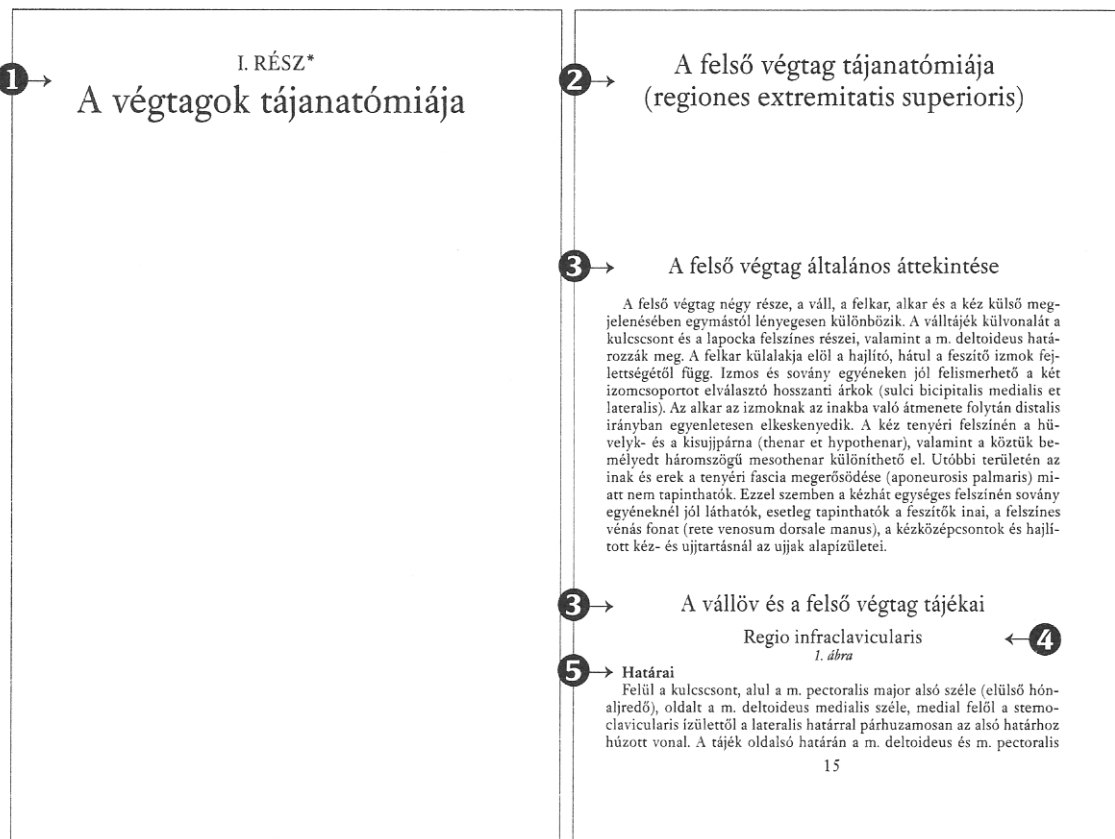 1 →
I. RÉSZ*
A végtagok tájanatómiája
2 →
A felső végtag tájanatómiája
(regiones extremitatis superioris)
3 →
A felső végtag általános áttekintése
A felső végtag négy része, a váll, a felkar, alkar és a kéz külső meg-
jelenésében egymástól lényegesen különbözik. A válltájék külvonalát a
kulcscsont és a lapocka felszínes részei, valamint a m. deltoideus hatá-
rozzák meg. A felkar külalakja elöl a hajlító, hátul a feszítő izmok fej-
lettségétől függ. Izmos és sovány egyéneken jól felismerhető a két
izomcsoportot elválasztó hosszanti árkok (sulci bicipitalis medialis et
lateralis). Az alkar az izmoknak az inakba való átmenete folytán distalis
irányban egyenletesen elkeskenyedik. A kéz tenyéri felszínén a hü-
velyk- és a kisujjpárna (thenar et hypothenar), valamint a köztük be-
mélyedt háromszögű mesothenar különíthető el. Utóbbi területén az
inak és erek a tenyéri fascia megerősödése (aponeurosis palmaris) mi-
att nem tapinthatók. Ezzel szemben a kézhát egységes felszínén sovány
egyéneknél jól láthatók, esetleg tapinthatók a feszítők inai, a felszínes
vénás fonat (rete venosum dorsale manus), a kézközépcsontok és hajlí-
tott kéz- és ujjtartásnál az ujjak alapízületei.
3 →
A vállöv és a felső végtag tájékai
Regio infraclavicularis
← 4
1. ábra
5 →
Határai
Felül a kulcscsont, alul a m. pectoralis major alsó széle (elülső hón-
aljredő), oldalt a m. deltoideus medialis széle, medial felől a sterno-
clavicularis ízülettől a lateralis határral párhuzamosan az alsó határhoz
húzott vonal. A tájék oldalsó határán a m. deltoideus és m. pectoralis
15